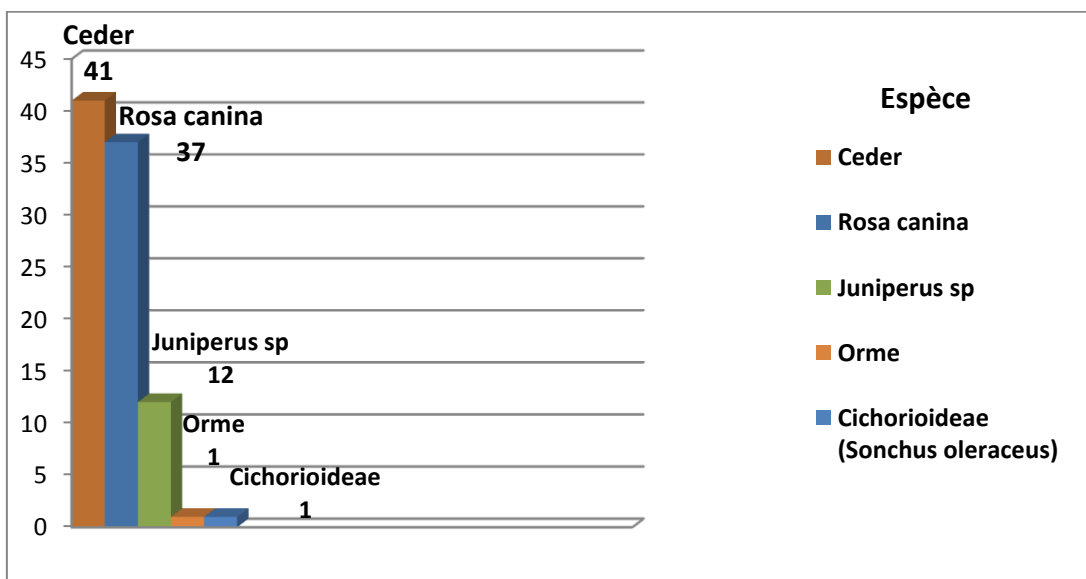 Ceder
41
Rosa canina
37
Juniperus sp
12
Orme
1
Cichorioideae
1
45
40
35
30
25
20
15
10
5
0
Espèce
Ceder
Rosa canina
Juniperus sp
Orme
Cichorioideae
(Sonchus oleraceus)